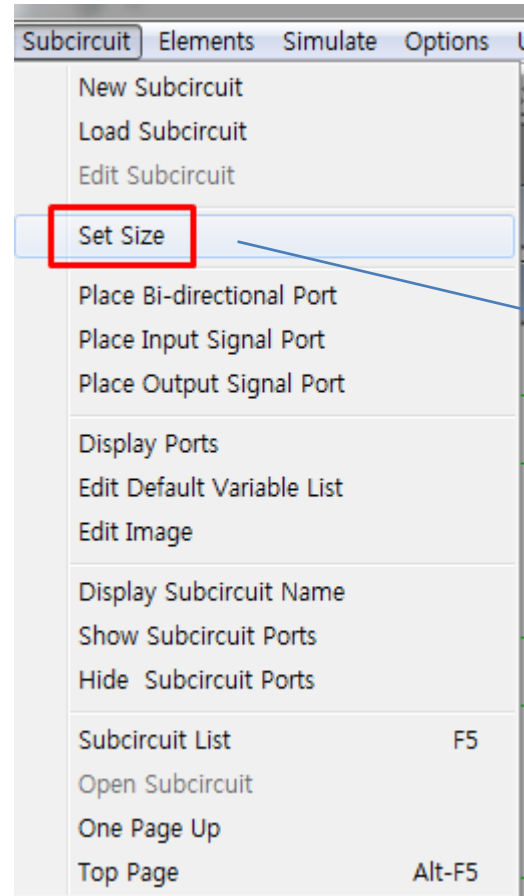 Subcircuit Elements Simulate Options
New Subcircuit
Load Subcircuit
Edit Subcircuit
Set Size
Place Bi-directional Port
Place Input Signal Port
Place Output Signal Port
Display Ports
Edit Default Variable List
Edit Image
Display Subcircuit Name
Show Subcircuit Ports
Hide  Subcircuit Ports
Subcircuit List F5
Open Subcircuit
One Page Up
Top Page Alt-F5